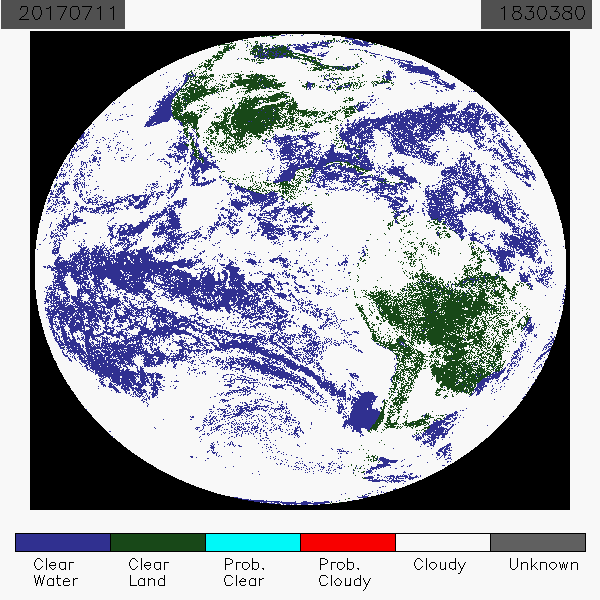 20170711 1830380
Clear Water
Clear Land
Prob. Clear
Prob. Cloudy
Cloudy
Unknown